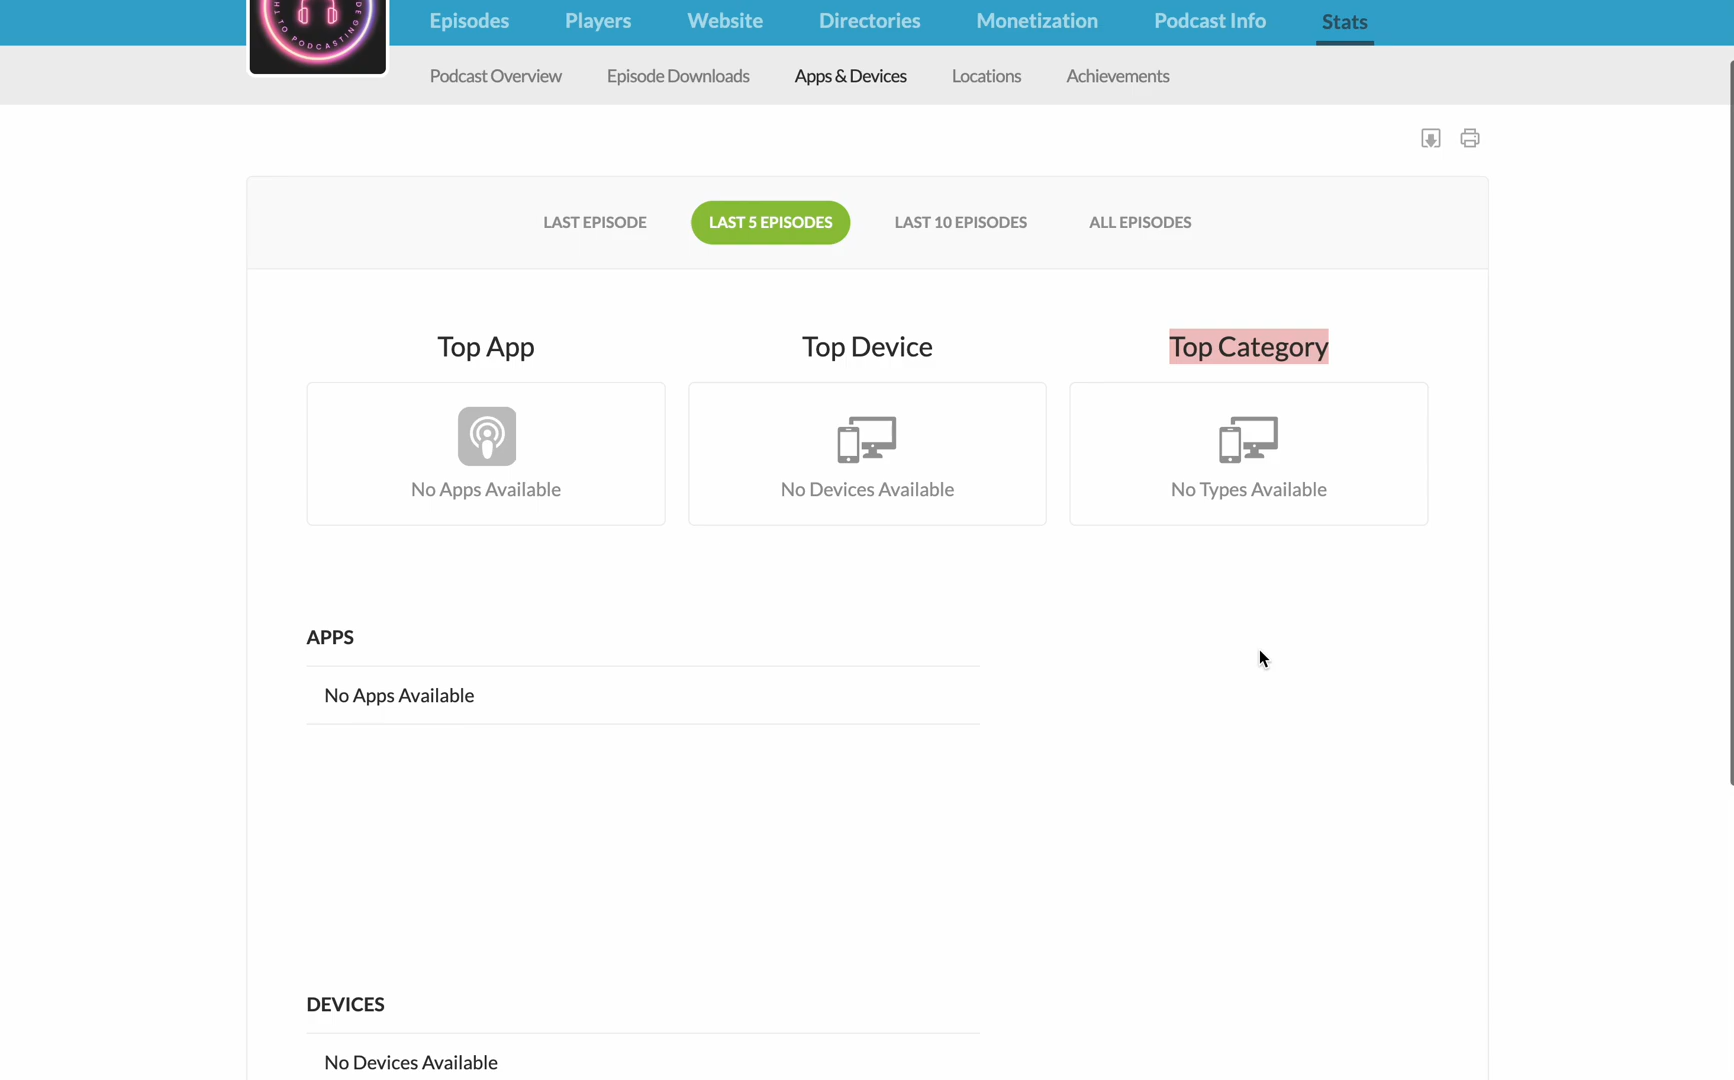 Episodes Players Website Directories Monetization Podcast Info Stats
TO PODCASTING
Podcast Overview Episode Downloads Apps & Devices Locations Achievements
LAST EPISODE LAST 5 EPISODES LAST 10 EPISODES ALL EPISODES
Top App Top Device Top Category
No Apps Available No Devices Available No Types Available
APPS
No Apps Available
DEVICES
No Devices Available